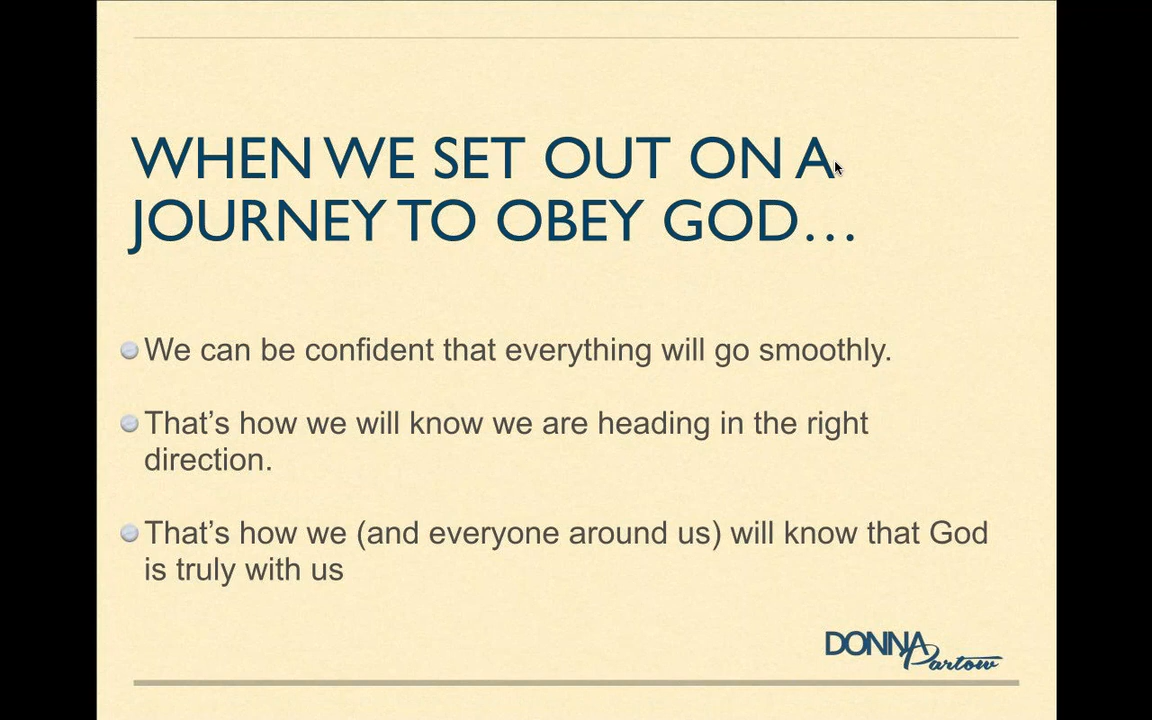 WHEN WE SET OUT ON A
JOURNEY TO OBEY GOD…
We can be confident that everything will go smoothly.
That’s how we will know we are heading in the right
direction.
That’s how we (and everyone around us) will know that God
is truly with us
DONNA
Partow